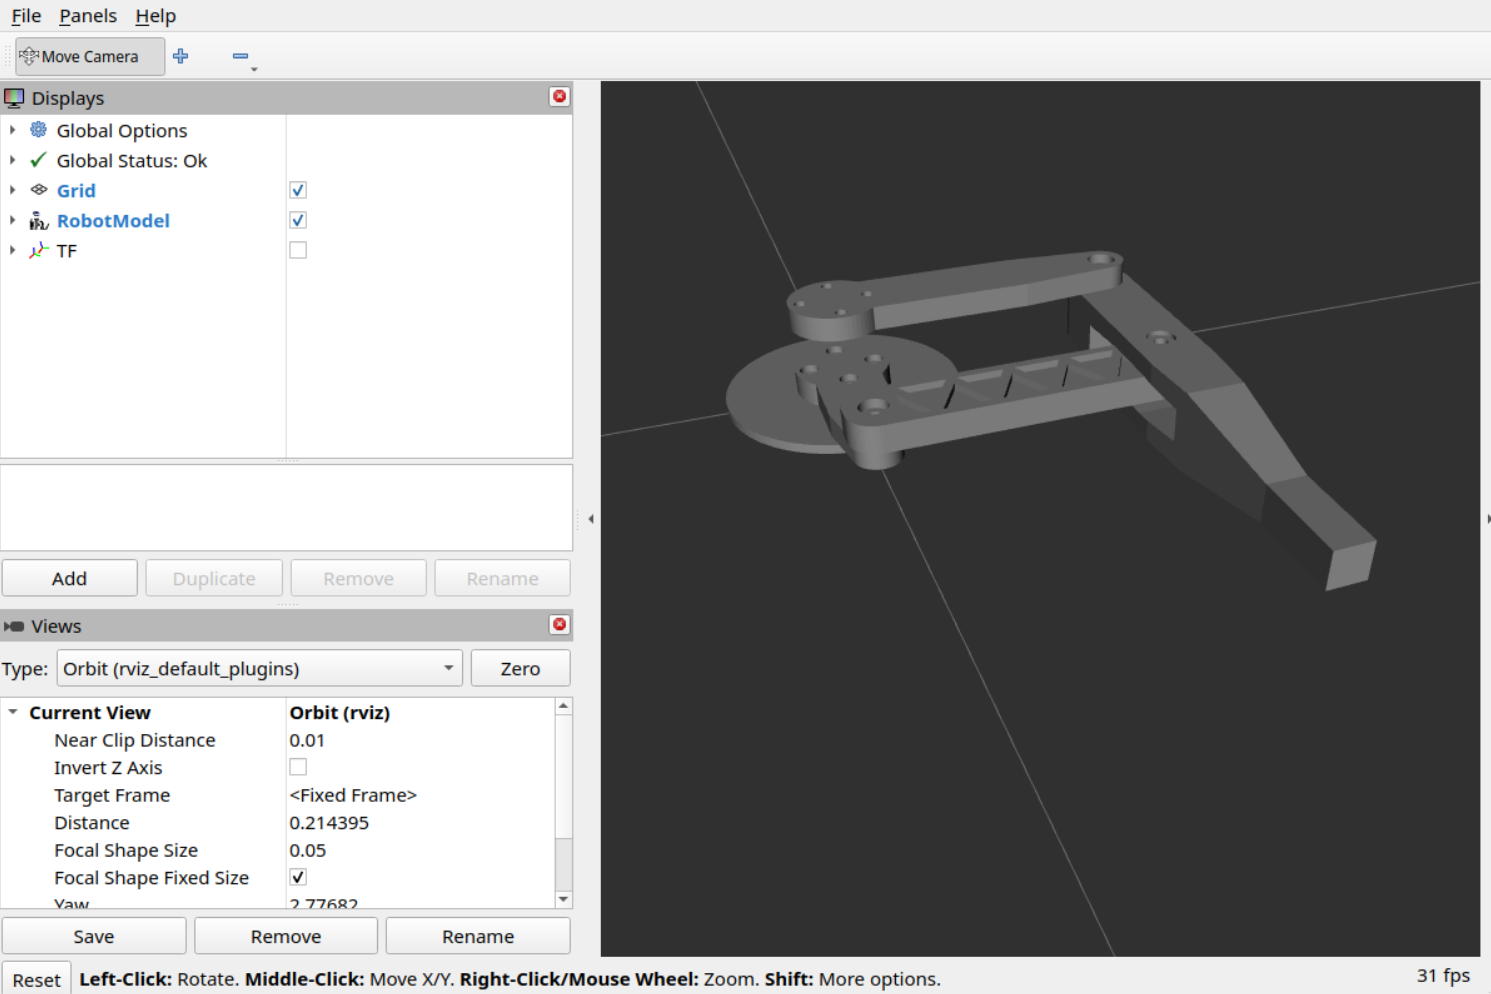 File Panels Help
Move Camera
Displays
Global Options
Global Status: Ok
Grid
RobotModel
TF
Add Duplicate Remove Rename
Views
Type: Orbit (rviz_default_plugins) Zero
Current View Orbit (rviz)
Near Clip Distance 0.01
Invert Z Axis
Target Frame <Fixed Frame>
Distance 0.214395
Focal Shape Size 0.05
Focal Shape Fixed Size
Yaw 2.77682
Save Remove Rename
Reset Left-Click: Rotate. Middle-Click: Move X/Y. Right-Click/Mouse Wheel: Zoom. Shift: More options. 31 fps